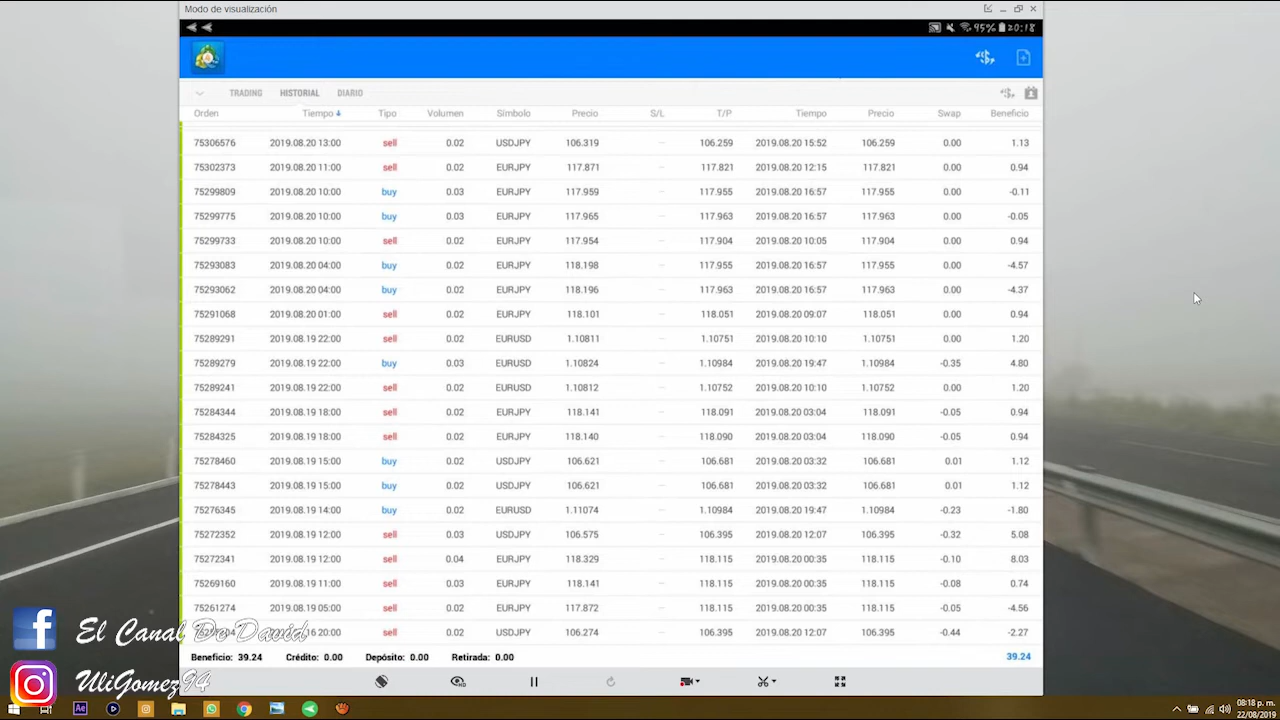 Modo de visualización
95% 20:18
TRADING HISTORIAL DIARIO
Orden Tiempo Tipo Volumen Símbolo Precio S/L T/P Tiempo Precio Swap Beneficio
75306576 2019.08.20 13:00 sell 0.02 USDJPY 106.319 – 106.259 2019.08.20 15:52 106.259 0.00 1.13
75302373 2019.08.20 11:00 sell 0.02 EURJPY 117.871 – 117.821 2019.08.20 12:15 117.821 0.00 0.94
75299809 2019.08.20 10:00 buy 0.03 EURJPY 117.959 – 117.955 2019.08.20 16:57 117.955 0.00 -0.11
75299775 2019.08.20 10:00 buy 0.03 EURJPY 117.965 – 117.963 2019.08.20 16:57 117.963 0.00 -0.05
75299733 2019.08.20 10:00 sell 0.02 EURJPY 117.954 – 117.904 2019.08.20 10:05 117.904 0.00 0.94
75293083 2019.08.20 04:00 buy 0.02 EURJPY 118.198 – 117.955 2019.08.20 16:57 117.955 0.00 -4.57
75293062 2019.08.20 04:00 buy 0.02 EURJPY 118.196 – 117.963 2019.08.20 16:57 117.963 0.00 -4.37
75291068 2019.08.20 01:00 sell 0.02 EURJPY 118.101 – 118.051 2019.08.20 09:07 118.051 0.00 0.94
75289291 2019.08.19 22:00 sell 0.02 EURUSD 1.10811 – 1.10751 2019.08.20 10:10 1.10751 0.00 1.20
75289279 2019.08.19 22:00 buy 0.03 EURUSD 1.10824 – 1.10984 2019.08.20 19:47 1.10984 -0.35 4.80
75289241 2019.08.19 22:00 sell 0.02 EURUSD 1.10812 – 1.10752 2019.08.20 10:10 1.10752 0.00 1.20
75284344 2019.08.19 18:00 sell 0.02 EURJPY 118.141 – 118.091 2019.08.20 03:04 118.091 -0.05 0.94
75284325 2019.08.19 18:00 sell 0.02 EURJPY 118.140 – 118.090 2019.08.20 03:04 118.090 -0.05 0.94
75278460 2019.08.19 15:00 buy 0.02 USDJPY 106.621 – 106.681 2019.08.20 03:32 106.681 0.01 1.12
75278443 2019.08.19 15:00 buy 0.02 USDJPY 106.621 – 106.681 2019.08.20 03:32 106.681 0.01 1.12
75276345 2019.08.19 14:00 buy 0.02 EURUSD 1.11074 – 1.10984 2019.08.20 19:47 1.10984 -0.23 -1.80
75272352 2019.08.19 12:00 sell 0.03 USDJPY 106.575 – 106.395 2019.08.20 12:07 106.395 -0.32 5.08
75272341 2019.08.19 12:00 sell 0.04 EURJPY 118.329 – 118.115 2019.08.20 00:35 118.115 -0.10 8.03
75269160 2019.08.19 11:00 sell 0.03 EURJPY 118.141 – 118.115 2019.08.20 00:35 118.115 -0.08 0.74
75261274 2019.08.19 05:00 sell 0.02 EURJPY 117.872 – 118.115 2019.08.20 00:35 118.115 -0.05 -4.56
20:00 sell 0.02 USDJPY 106.274 – 106.395 2019.08.20 12:07 106.395 -0.44 -2.27
Beneficio: 39.24 Crédito: 0.00 Depósito: 0.00 Retirada: 0.00 39.24
El Canal De David
UliGomez94
08:18 p. m.
22/08/2019